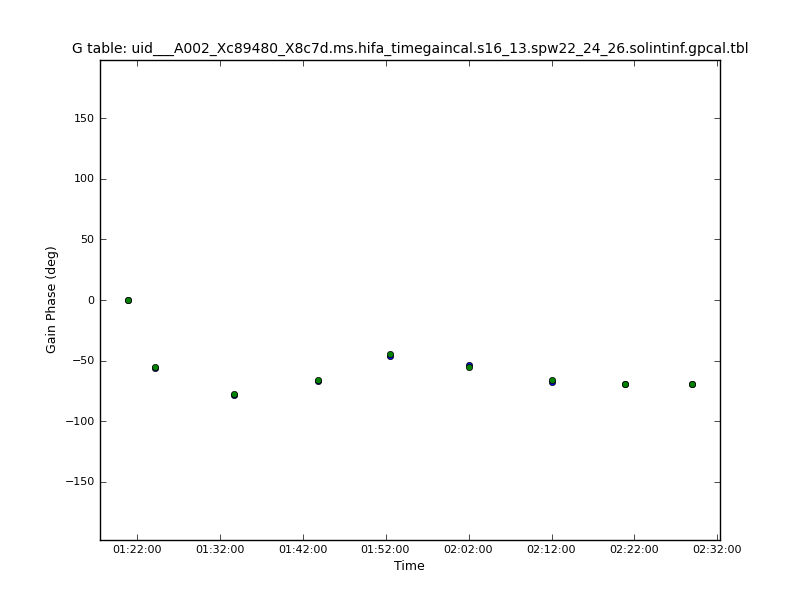 G table: uid___A002_Xc89480_X8c7d.ms.hifa_timegaincal.s16_13.spw22_24_26.solintinf.gpcal.tbl
150
100
50
0
−50
−100
−150
Gain Phase (deg)
01:22:00 01:32:00 01:42:00 01:52:00 02:02:00 02:12:00 02:22:00 02:32:00
Time